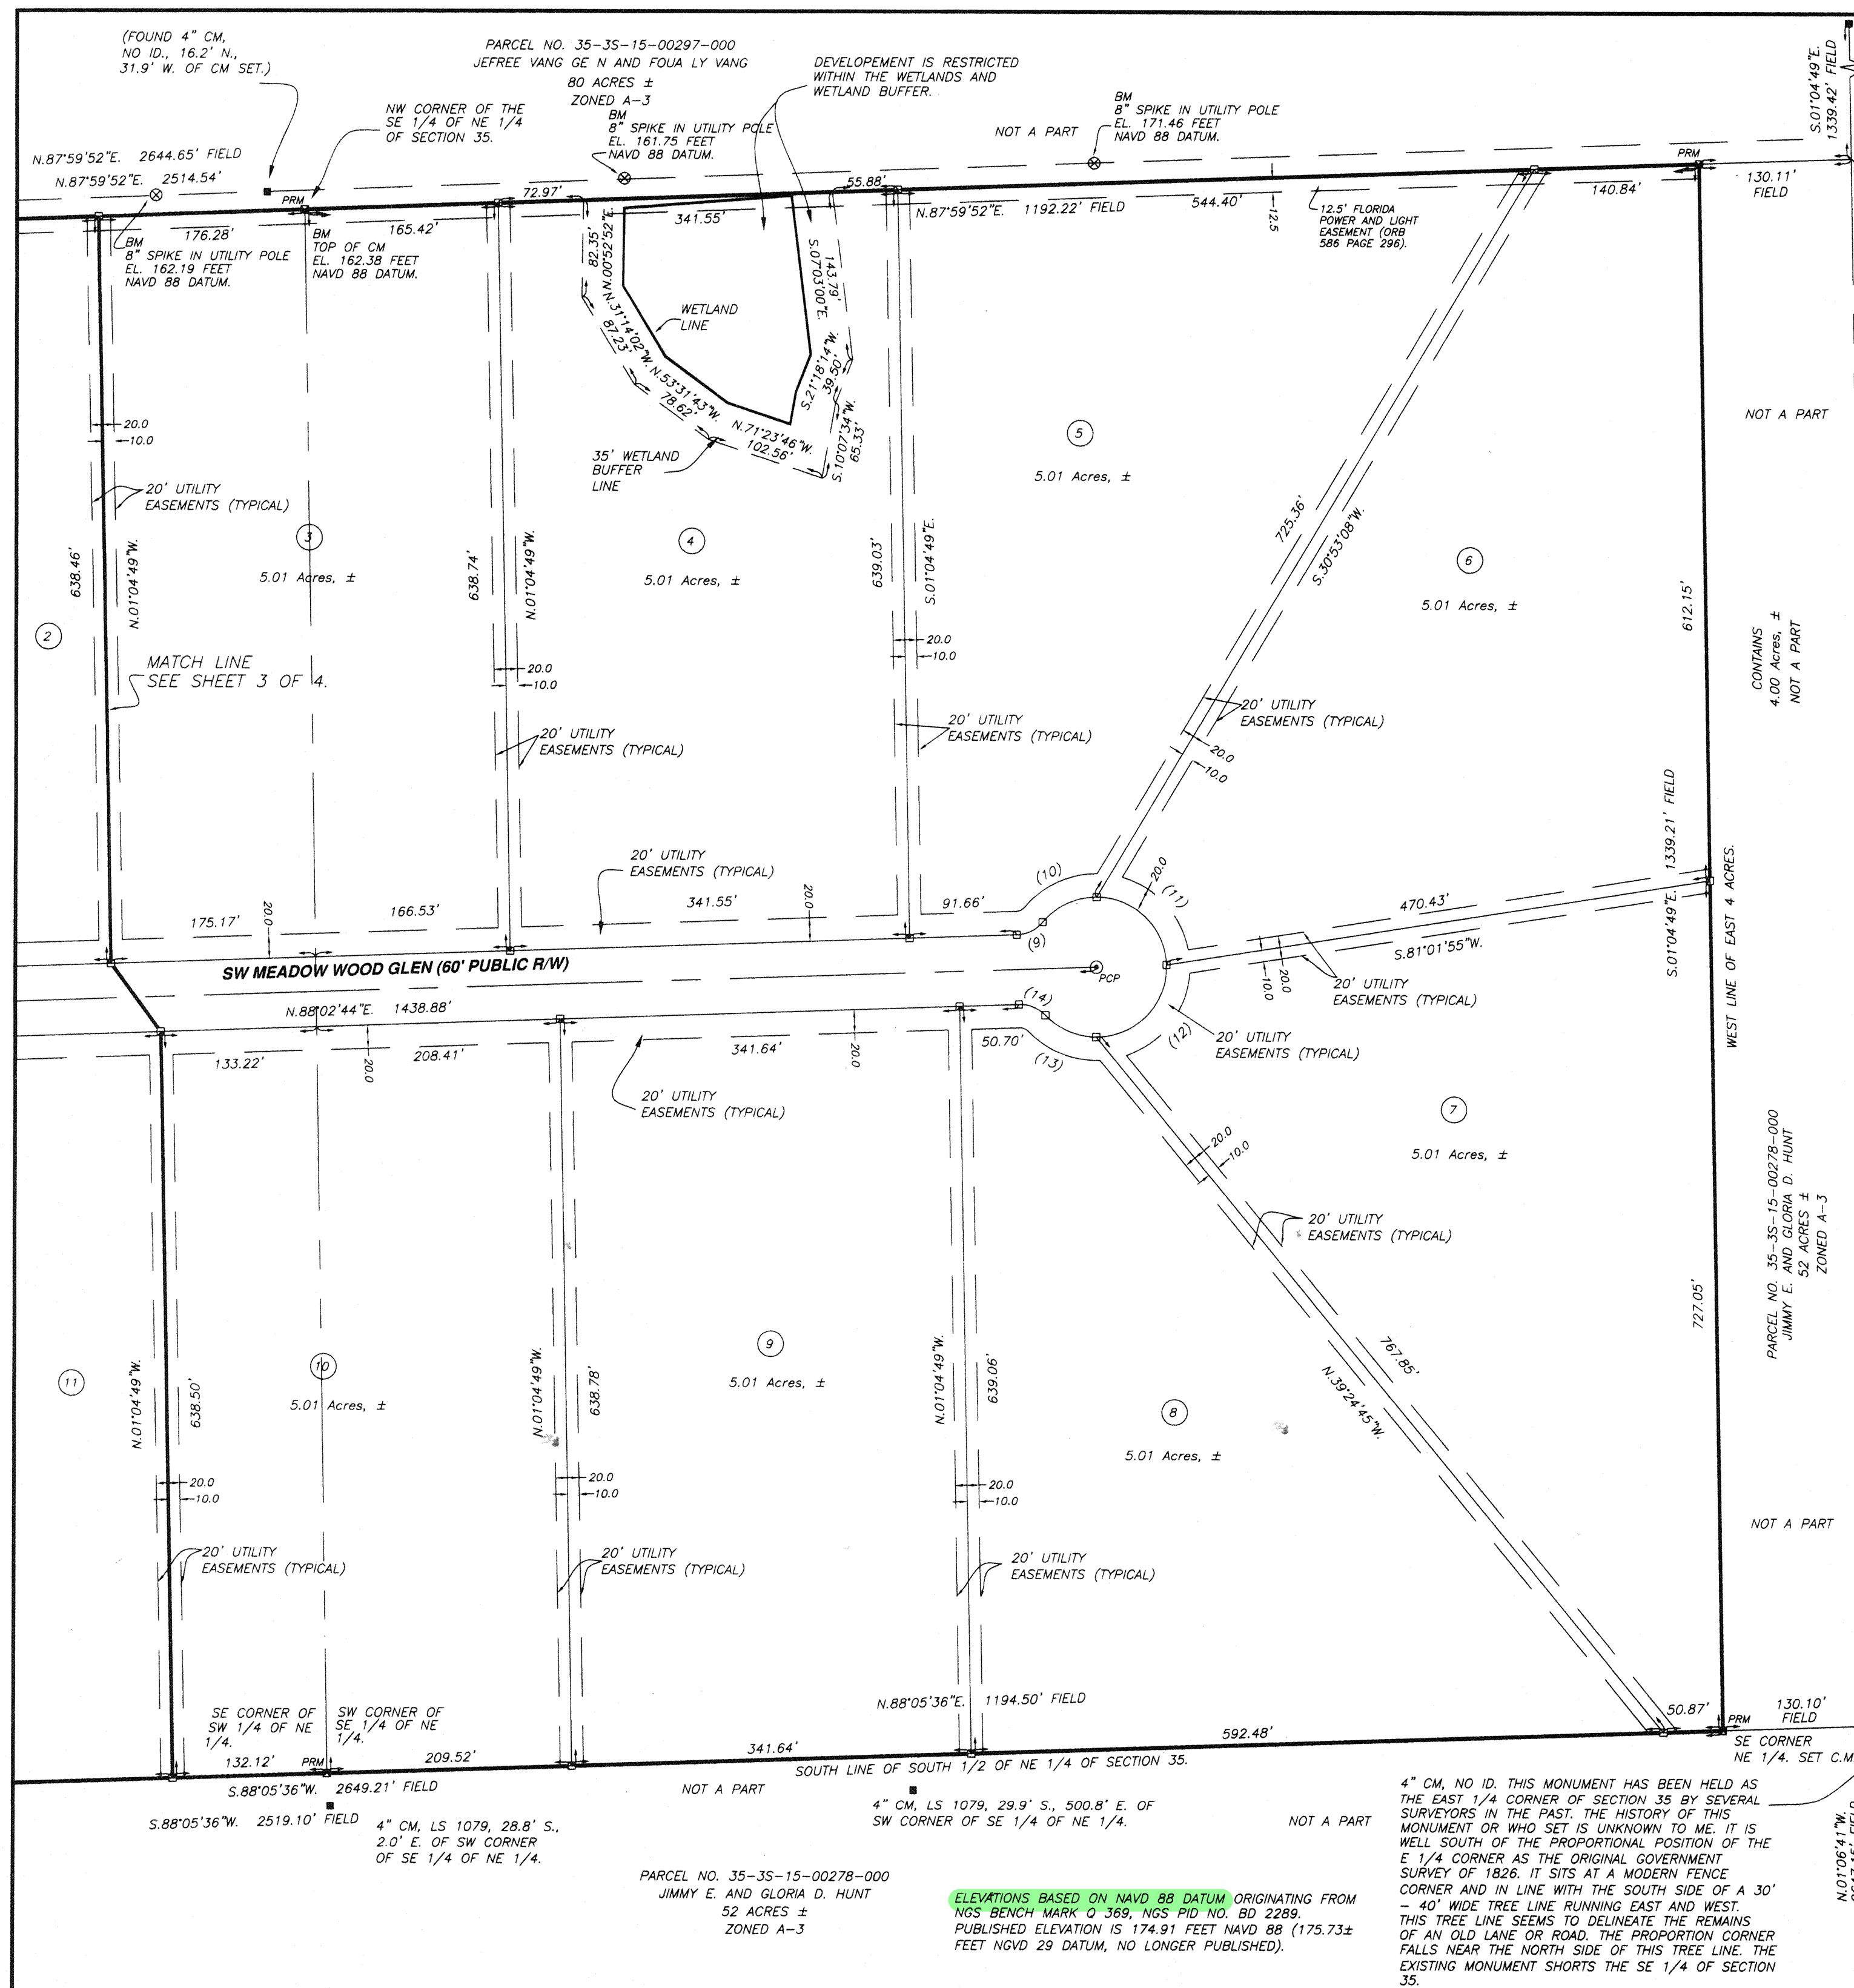 (FOUND 4" CM,
NO ID., 16.2' N.,
31.9' W. OF CM SET.)
PARCEL NO. 35-3S-15-00297-000
JEFREE VANG GE N AND FOUA LY VANG
80 ACRES ±
ZONED A-3
DEVELOPEMENT IS RESTRICTED
WITHIN THE WETLANDS AND
WETLAND BUFFER.
NW CORNER OF THE
SE 1/4 OF NE 1/4
OF SECTION 35.
BM
8" SPIKE IN UTILITY POLE
EL. 161.75 FEET
NAVD 88 DATUM.
NOT A PART
BM
8" SPIKE IN UTILITY POLE
EL. 171.46 FEET
NAVD 88 DATUM.
S.01°04'49"E.
1339.42' FIELD
N.87°59'52"E. 2644.65' FIELD
N.87°59'52"E. 2514.54'
PRM
72.97'
55.88'
PRM
130.11'
FIELD
176.28'
165.42'
341.55'
N.87°59'52"E. 1192.22' FIELD
544.40'
12.5
140.84'
12.5' FLORIDA
POWER AND LIGHT
EASEMENT (ORB
586 PAGE 296).
BM
8" SPIKE IN UTILITY POLE
EL. 162.19 FEET
NAVD 88 DATUM.
BM
TOP OF CM
EL. 162.38 FEET
NAVD 88 DATUM.
82.35'
N.00°52'52"E.
WETLAND
LINE
143.79'
S.07°03'00"E.
N.31°14'02"W.
87.23'
N.53°31'43"W.
78.62'
N.71°23'46"W.
102.56'
S.21°18'14"W.
39.50'
S.10°07'34"W.
65.33'
35' WETLAND
BUFFER
LINE
20.0
10.0
20' UTILITY
EASEMENTS (TYPICAL)
NOT A PART
5
5.01 Acres, ±
3
5.01 Acres, ±
4
5.01 Acres, ±
6
5.01 Acres, ±
2
638.46'
N.01°04'49"W.
638.74'
N.01°04'49"W.
639.03'
S.01°04'49"E.
725.36'
S.30°53'08"W.
612.15'
CONTAINS
4.00 Acres, ±
NOT A PART
MATCH LINE
SEE SHEET 3 OF 4.
20.0
10.0
20.0
10.0
20' UTILITY
EASEMENTS (TYPICAL)
20' UTILITY
EASEMENTS (TYPICAL)
20' UTILITY
EASEMENTS (TYPICAL)
20.0
10.0
S.01°04'49"E. 1339.21' FIELD
WEST LINE OF EAST 4 ACRES.
20' UTILITY
EASEMENTS (TYPICAL)
(10)
20.0
(11)
175.17'
20.0
166.53'
341.55'
20.0
91.66'
(9)
470.43'
S.81°01'55"W.
10.0
20.0
20' UTILITY
EASEMENTS (TYPICAL)
SW MEADOW WOOD GLEN (60' PUBLIC R/W)
PCP
N.88°02'44"E. 1438.88'
(14)
(12)
20' UTILITY
EASEMENTS (TYPICAL)
133.22'
20.0
208.41'
341.64'
20.0
50.70'
(13)
20' UTILITY
EASEMENTS (TYPICAL)
7
5.01 Acres, ±
20.0
10.0
20' UTILITY
EASEMENTS (TYPICAL)
PARCEL NO. 35-3S-15-00278-000
JIMMY E. AND GLORIA D. HUNT
52 ACRES ±
ZONED A-3
727.05'
11
N.01°04'49"W.
638.50'
10
5.01 Acres, ±
N.01°04'49"W.
638.78'
9
5.01 Acres, ±
N.01°04'49"W.
639.06'
8
5.01 Acres, ±
767.85'
N.39°24'45"W.
20.0
10.0
20.0
10.0
20.0
10.0
NOT A PART
20' UTILITY
EASEMENTS (TYPICAL)
20' UTILITY
EASEMENTS (TYPICAL)
20' UTILITY
EASEMENTS (TYPICAL)
SE CORNER OF
SW 1/4 OF NE
1/4.
SW CORNER OF
SE 1/4 OF NE
1/4.
N.88°05'36"E. 1194.50' FIELD
50.87'
130.10'
FIELD
PRM
132.12'
PRM
209.52'
341.64'
592.48'
SE CORNER
NE 1/4. SET C.M.
SOUTH LINE OF SOUTH 1/2 OF NE 1/4 OF SECTION 35.
S.88°05'36"W. 2649.21' FIELD
S.88°05'36"W. 2519.10' FIELD
4" CM, LS 1079, 28.8' S.,
2.0' E. OF SW CORNER
OF SE 1/4 OF NE 1/4.
NOT A PART
4" CM, LS 1079, 29.9' S., 500.8' E. OF
SW CORNER OF SE 1/4 OF NE 1/4.
NOT A PART
4" CM, NO ID. THIS MONUMENT HAS BEEN HELD AS
THE EAST 1/4 CORNER OF SECTION 35 BY SEVERAL
SURVEYORS IN THE PAST. THE HISTORY OF THIS
MONUMENT OR WHO SET IS UNKNOWN TO ME. IT IS
WELL SOUTH OF THE PROPORTIONAL POSITION OF THE
E 1/4 CORNER AS THE ORIGINAL GOVERNMENT
SURVEY OF 1826. IT SITS AT A MODERN FENCE
CORNER AND IN LINE WITH THE SOUTH SIDE OF A 30'
- 40' WIDE TREE LINE RUNNING EAST AND WEST.
THIS TREE LINE SEEMS TO DELINEATE THE REMAINS
OF AN OLD LANE OR ROAD. THE PROPORTION CORNER
FALLS NEAR THE NORTH SIDE OF THIS TREE LINE. THE
EXISTING MONUMENT SHORTS THE SE 1/4 OF SECTION
35.
N.01°06'41"W.
PARCEL NO. 35-3S-15-00278-000
JIMMY E. AND GLORIA D. HUNT
52 ACRES ±
ZONED A-3
ELEVATIONS BASED ON NAVD 88 DATUM ORIGINATING FROM
NGS BENCH MARK Q 369, NGS PID NO. BD 2289.
PUBLISHED ELEVATION IS 174.91 FEET NAVD 88 (175.73±
FEET NGVD 29 DATUM, NO LONGER PUBLISHED).